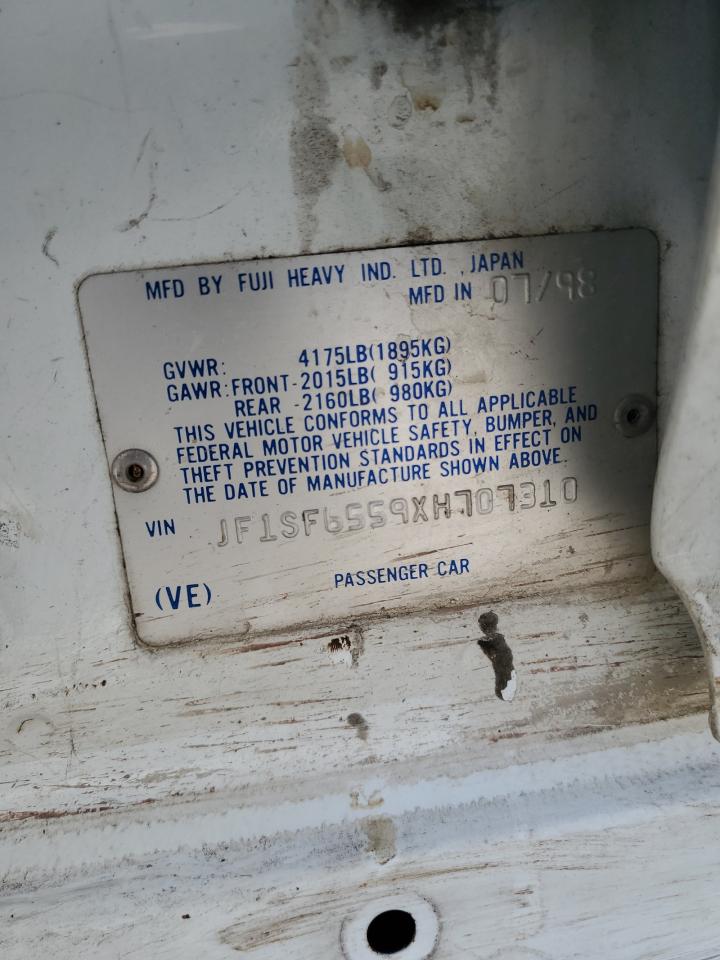 MFD BY FUJI HEAVY IND. LTD. , JAPAN
MFD IN 07/98
GVWR: 4175LB(1895KG)
GAWR:FRONT-2015LB( 915KG)
REAR -2160LB( 980KG)
THIS VEHICLE CONFORMS TO ALL APPLICABLE
FEDERAL MOTOR VEHICLE SAFETY, BUMPER, AND
THEFT PREVENTION STANDARDS IN EFFECT ON
THE DATE OF MANUFACTURE SHOWN ABOVE.
VIN JF1SF6559XH707310
(VE) PASSENGER CAR